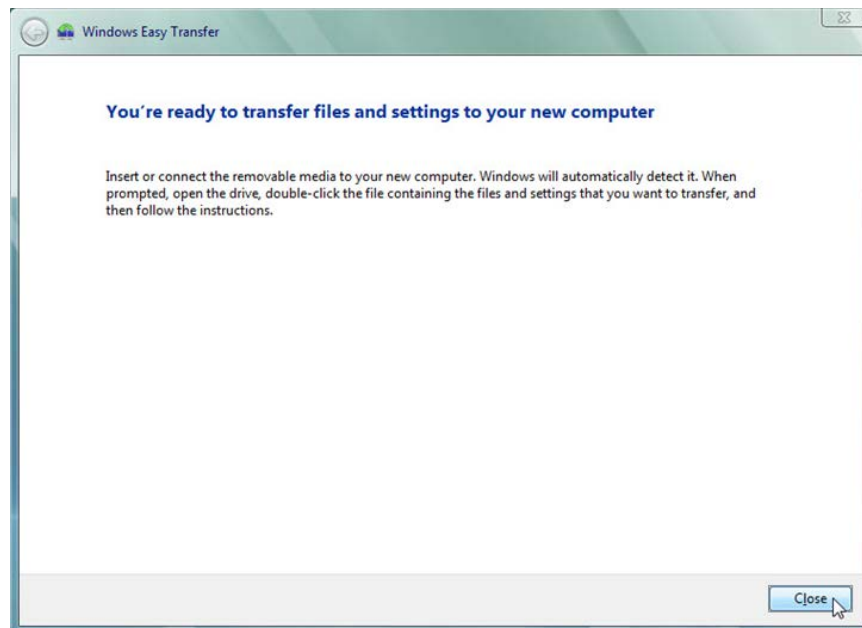 Windows Easy Transfer
You're ready to transfer files and settings to your new computer
Insert or connect the removable media to your new computer. Windows will automatically detect it. When
prompted, open the drive, double-click the file containing the files and settings that you want to transfer, and
then follow the instructions.
Close